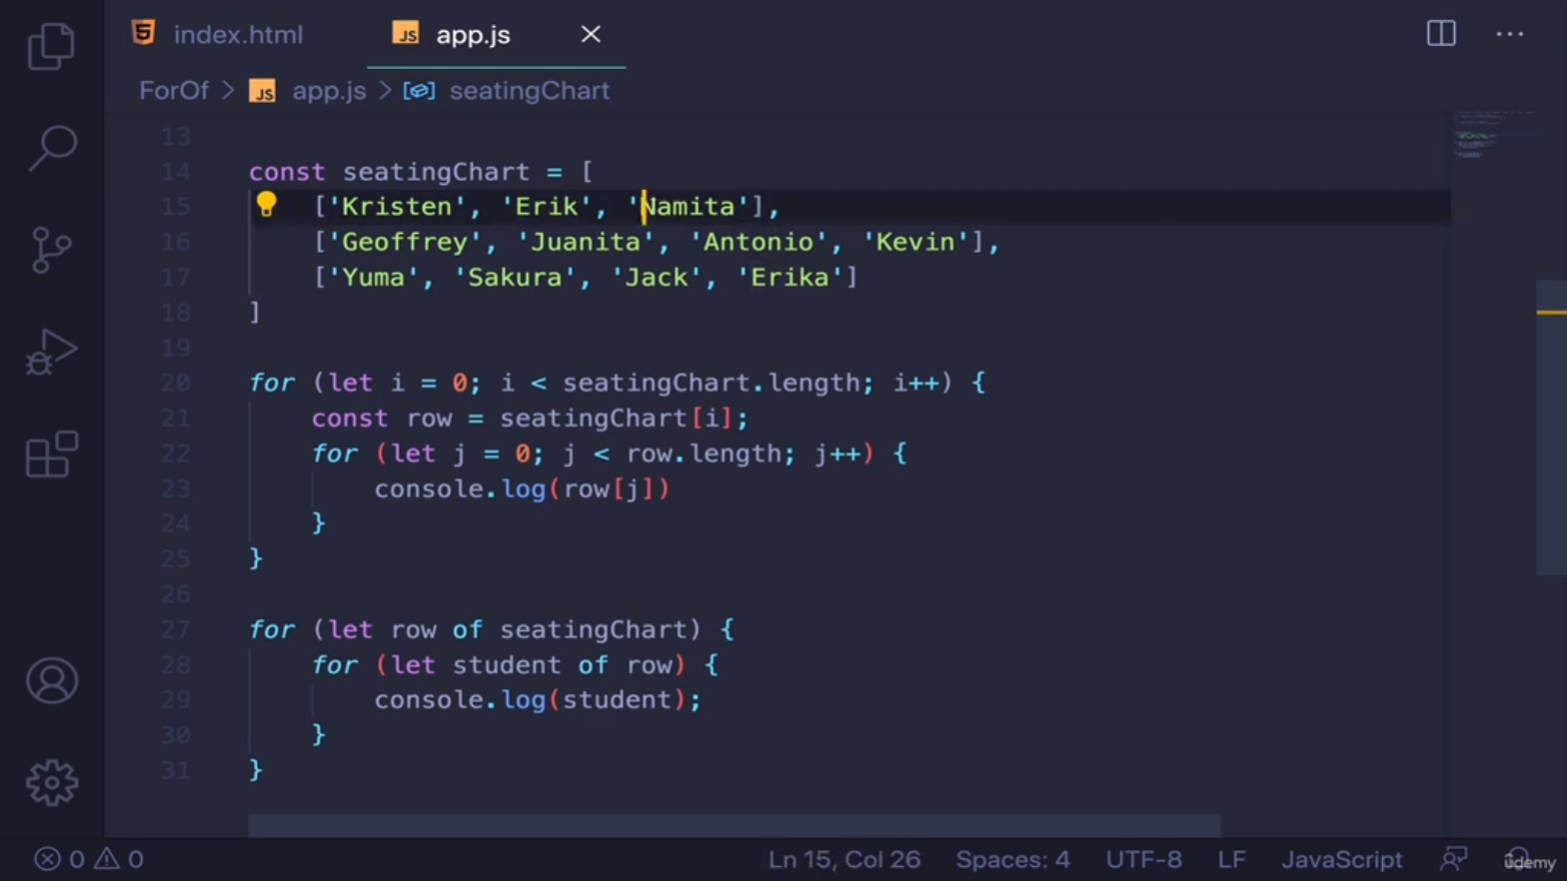 index.html
app.js
ForOf > JS app.js > seatingChart
13
14 const seatingChart = [
15 ['Kristen', 'Erik', 'Namita'],
16 ['Geoffrey', 'Juanita', 'Antonio', 'Kevin'],
17 ['Yuma', 'Sakura', 'Jack', 'Erika']
18 ]
19
20 for (let i = 0; i < seatingChart.length; i++) {
21 const row = seatingChart[i];
22 for (let j = 0; j < row.length; j++) {
23 console.log(row[j])
24 }
25 }
26
27 for (let row of seatingChart) {
28 for (let student of row) {
29 console.log(student);
30 }
31 }
0 0 Ln 15, Col 26 Spaces: 4 UTF-8 LF JavaScript
udemy